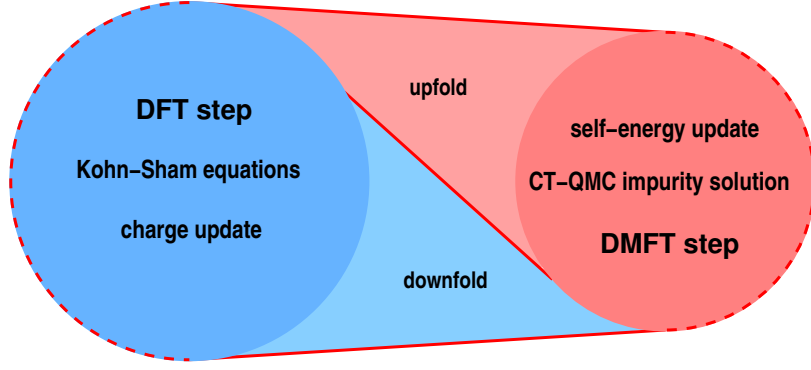 DFT step
Kohn−Sham equations
charge update
upfold
downfold
self−energy update
CT−QMC impurity solution
DMFT step